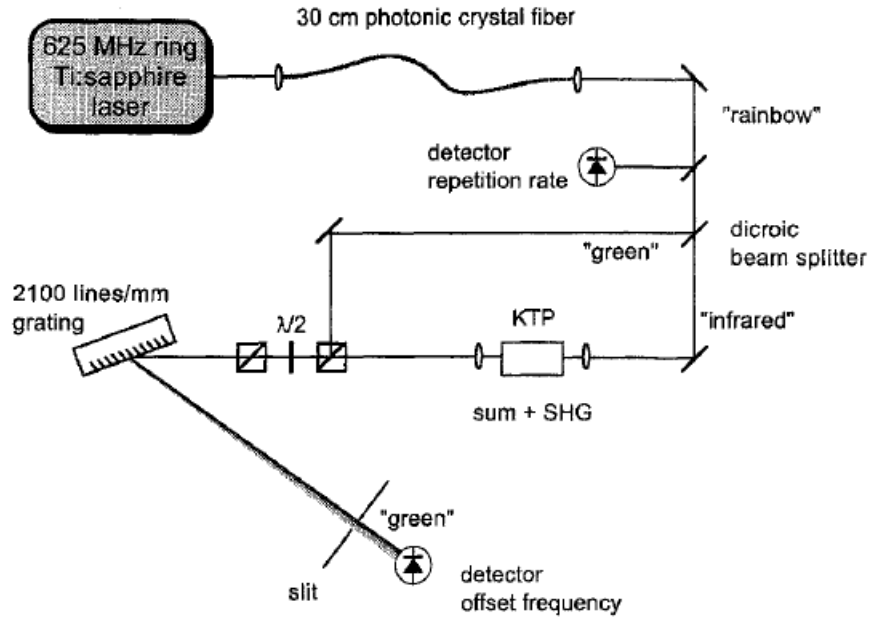 30 cm photonic crystal fiber
625 MHz ring
Ti:sapphire
laser
"rainbow"
detector
repetition rate
"green"
dicroic
beam splitter
2100 lines/mm
grating
λ/2
KTP
"infrared"
sum + SHG
"green"
slit
detector
offset frequency